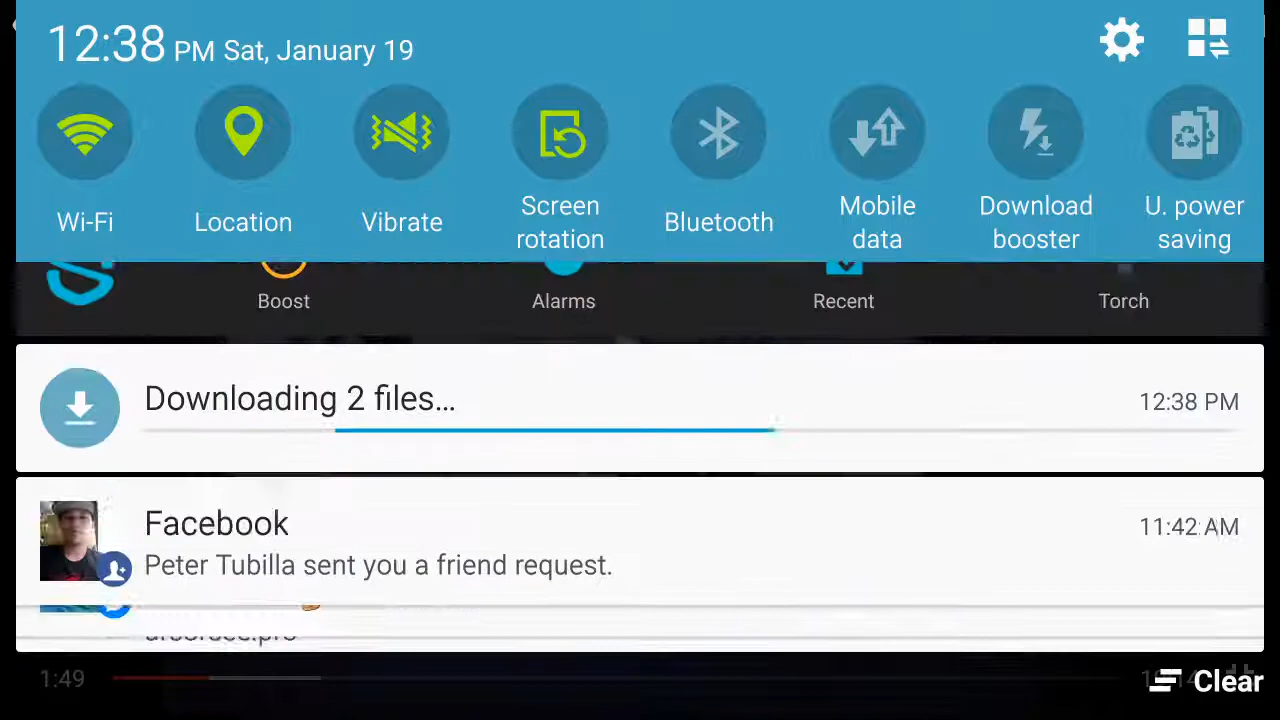 12:38 PM Sat, January 19
Wi-Fi
Location
Vibrate
Screen rotation
Bluetooth
Mobile data
Download booster
U. power saving
Boost
Alarms
Recent
Torch
Downloading 2 files...
12:38 PM
Facebook
11:42 AM
Peter Tubilla sent you a friend request.
1:49
Clear